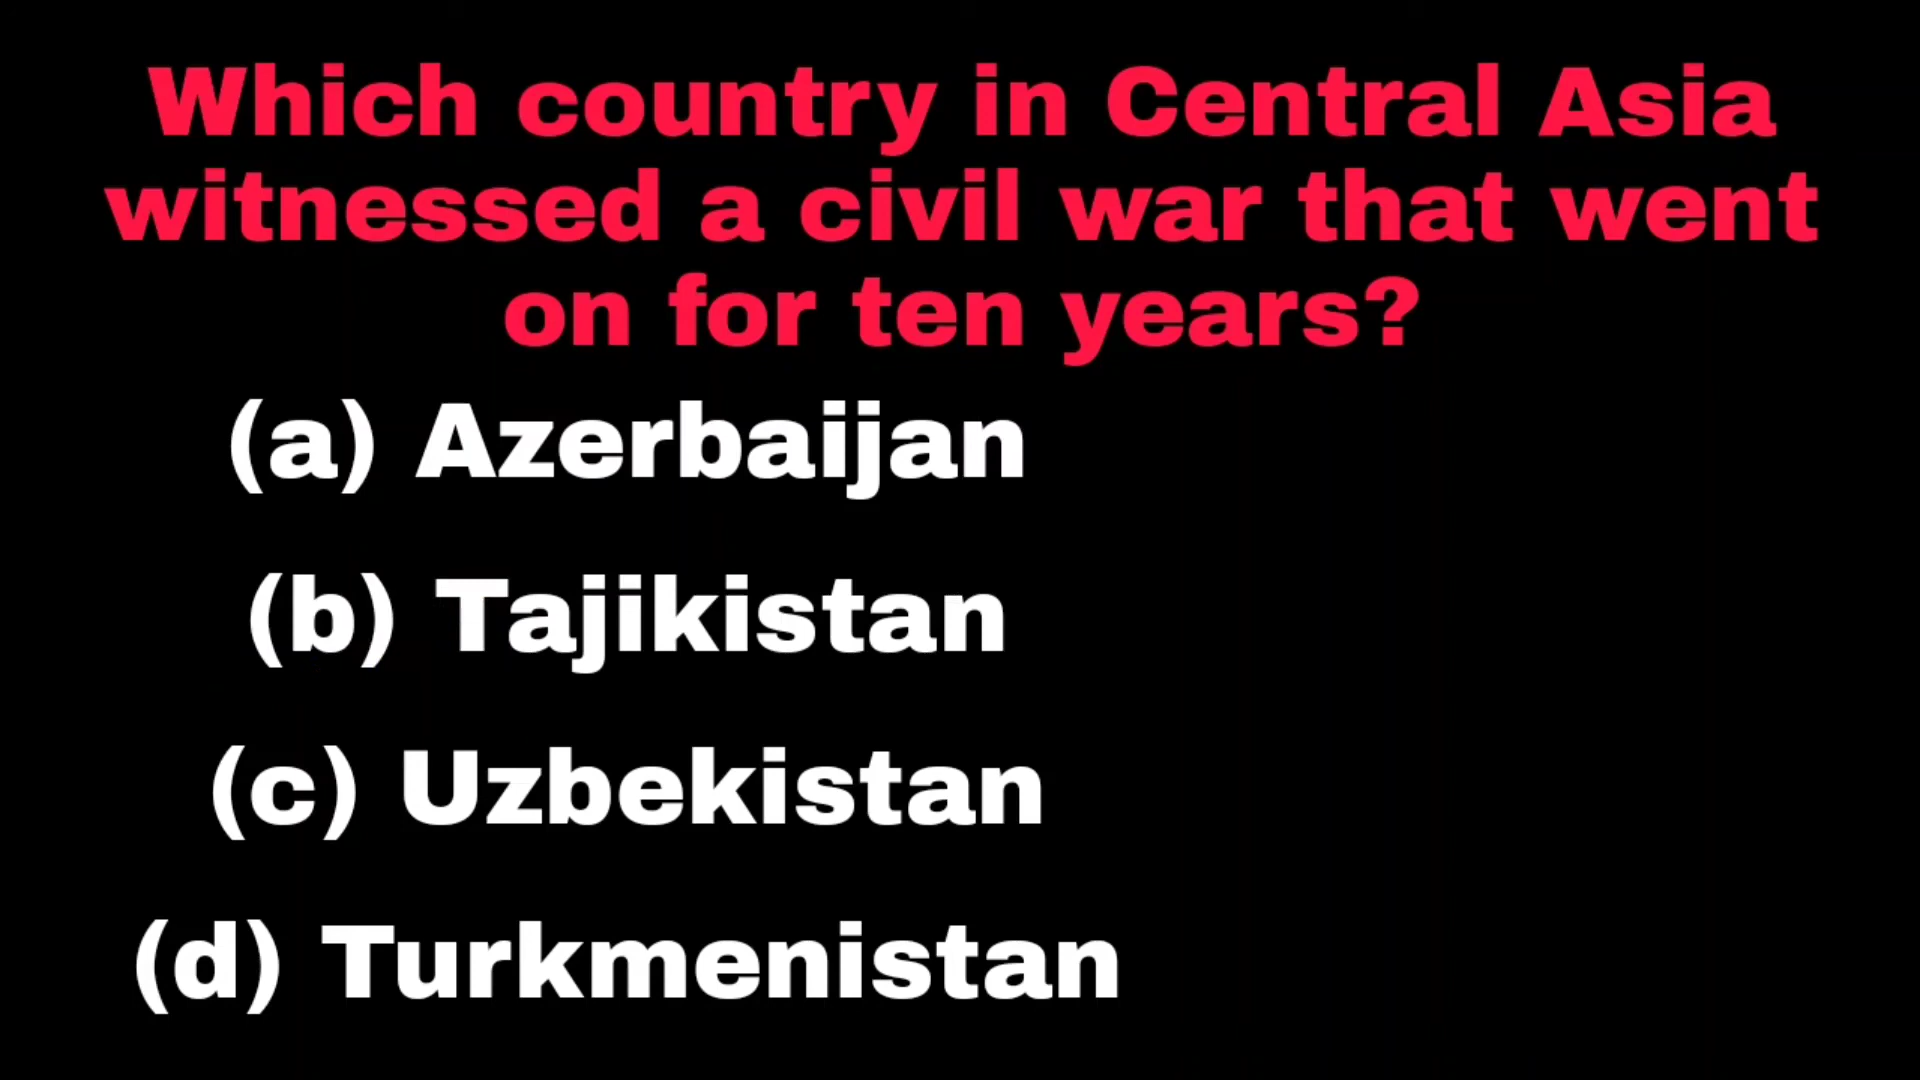 Which country in Central Asia
witnessed a civil war that went
on for ten years?
(a) Azerbaijan
(b) Tajikistan
(c) Uzbekistan
(d) Turkmenistan